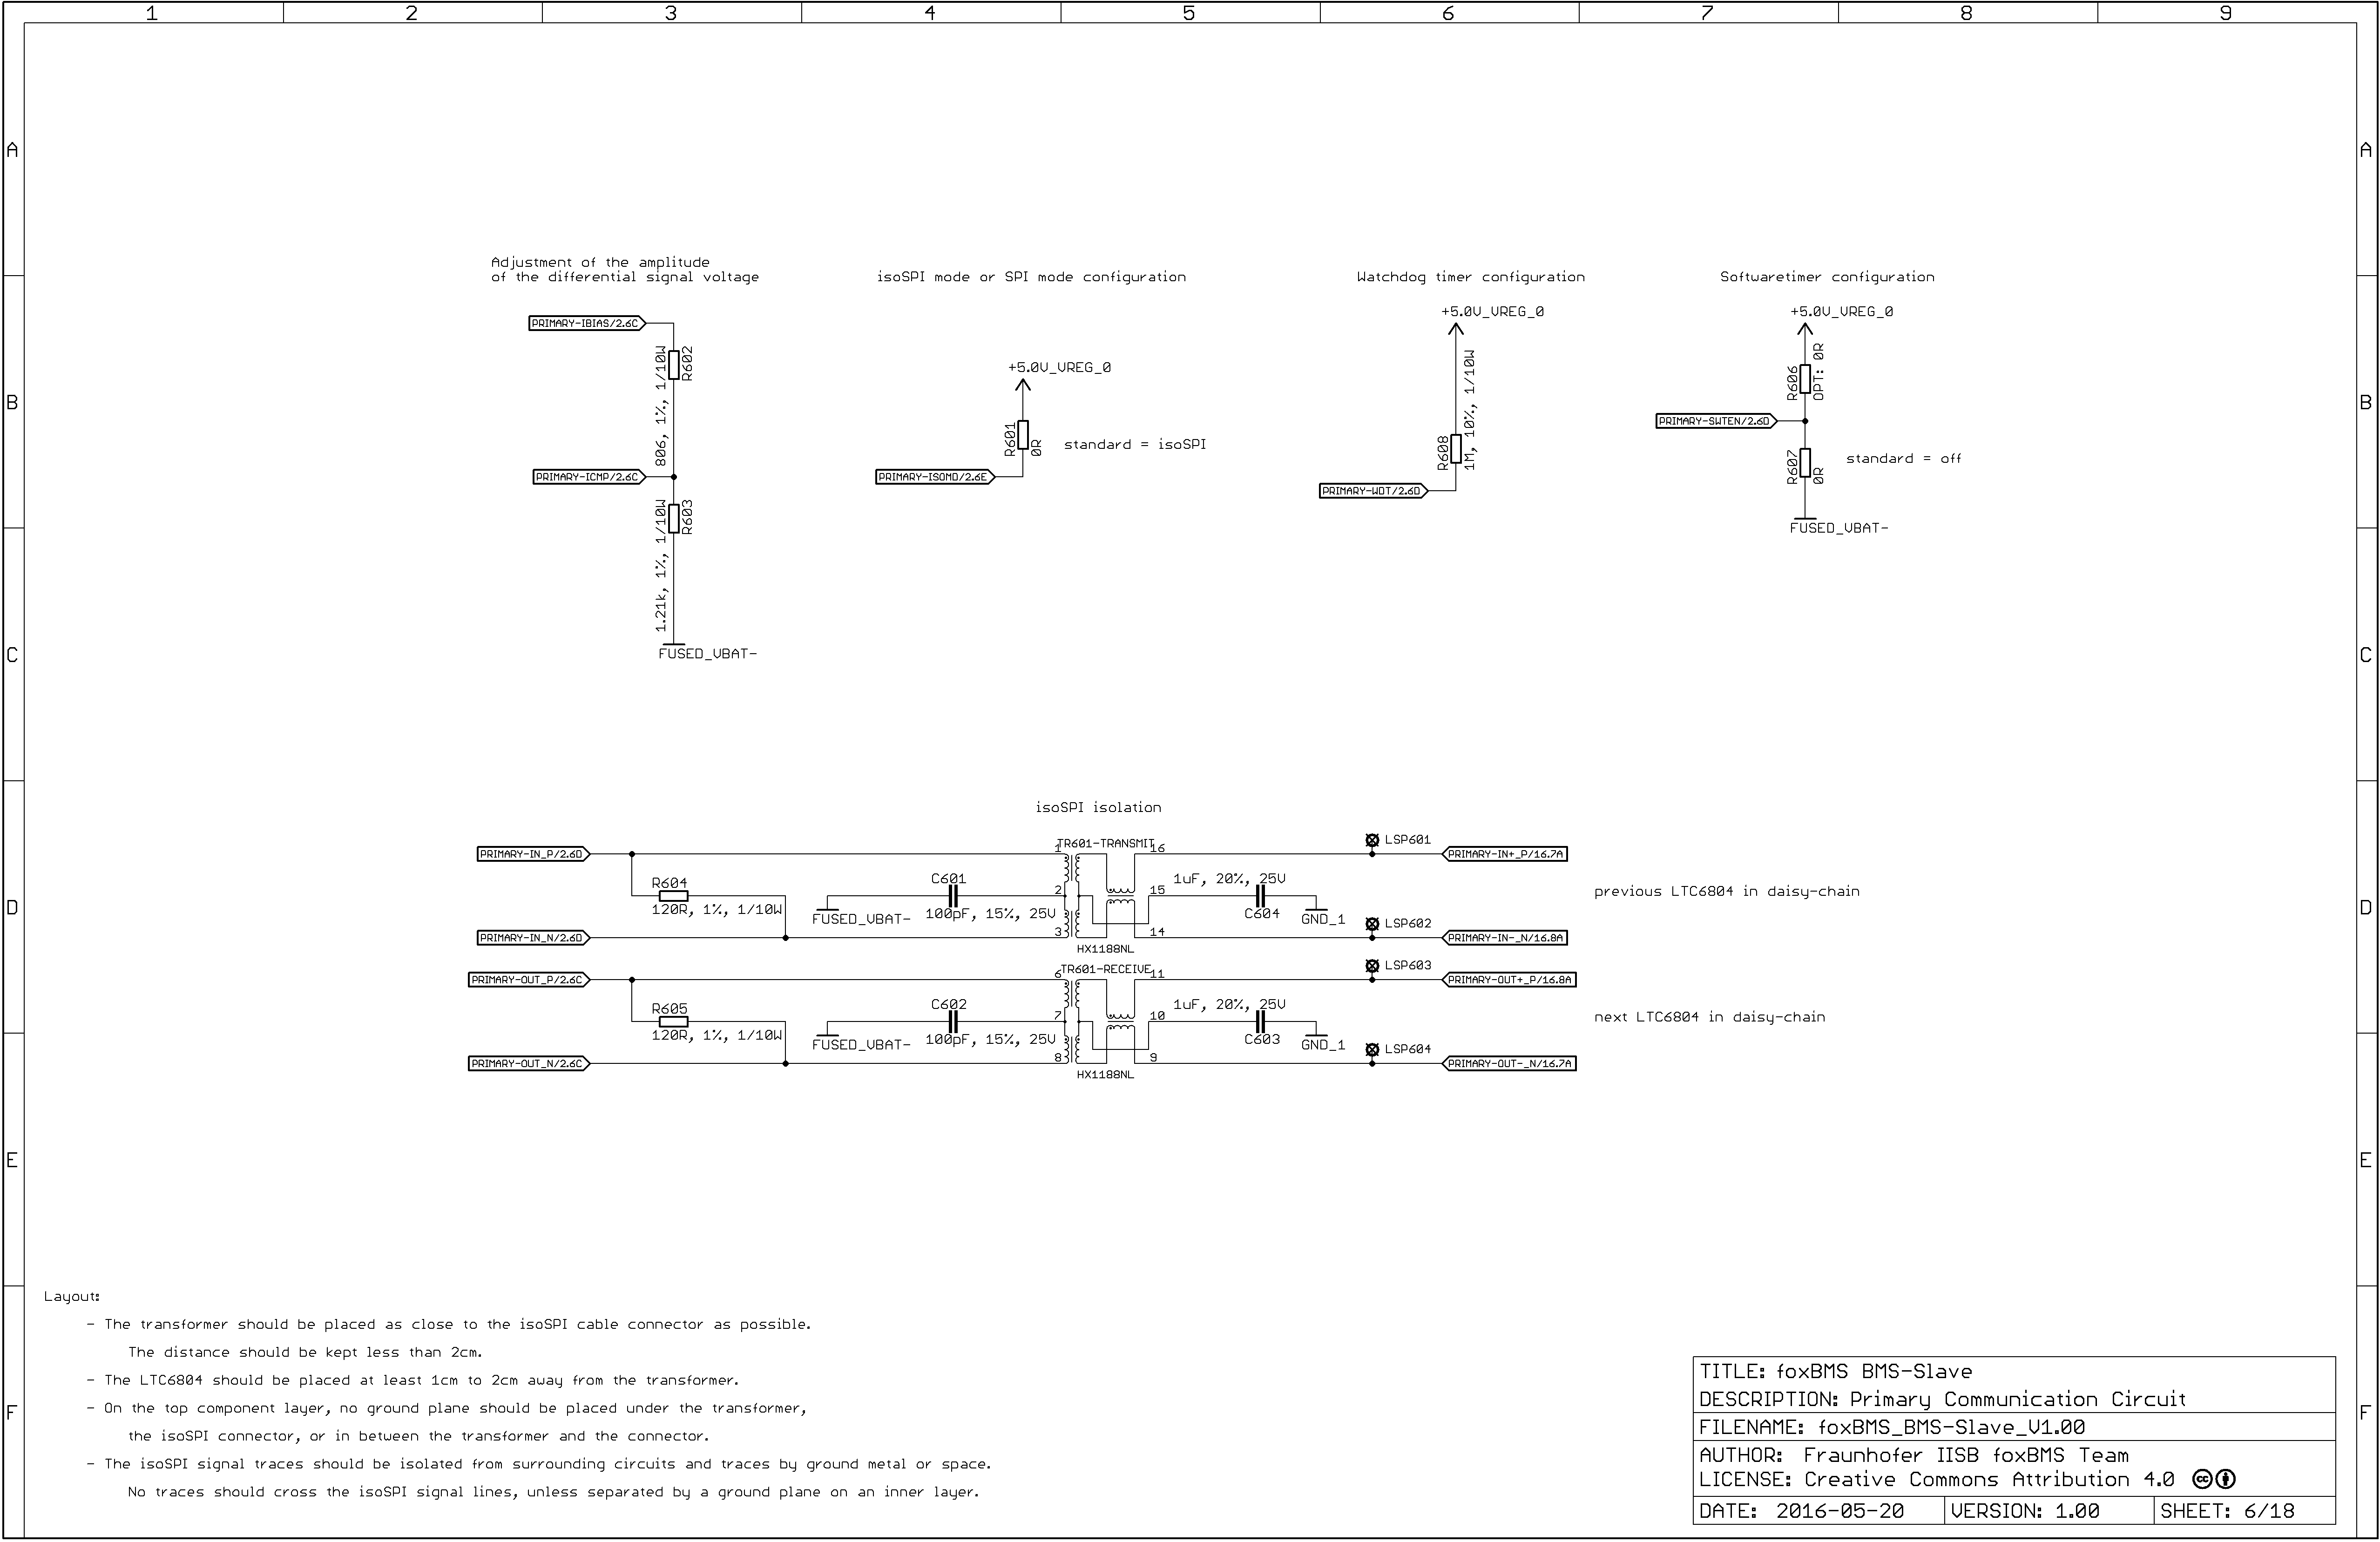 1 2 3 4 5 6 7 8 9
A A
B B
C C
D D
E E
F F
Adjustment of the amplitude
of the differential signal voltage
PRIMARY-IBIAS/2.6C
806, 1%, 1/10W
R602
PRIMARY-ICMP/2.6C
1.21k, 1%, 1/10W
R603
FUSED_VBAT-
isoSPI mode or SPI mode configuration
+5.0V_VREG_0
R601
0R
standard = isoSPI
PRIMARY-ISOMD/2.6E
Watchdog timer configuration
+5.0V_VREG_0
R608
1M, 10%, 1/10W
PRIMARY-WDT/2.6D
Softwaretimer configuration
+5.0V_VREG_0
R606
OPT: 0R
PRIMARY-SWTEN/2.6D
R607
0R
standard = off
FUSED_VBAT-
isoSPI isolation
PRIMARY-IN_P/2.6D
R604
120R, 1%, 1/10W
PRIMARY-IN_N/2.6D
FUSED_VBAT-
C601
100pF, 15%, 25V
TR601-TRANSMIT
1
2
3
16
15
14
HX1188NL
1uF, 20%, 25V
C604
GND_1
LSP601
LSP602
PRIMARY-IN+_P/16.7A
PRIMARY-IN-_N/16.8A
previous LTC6804 in daisy-chain
PRIMARY-OUT_P/2.6C
R605
120R, 1%, 1/10W
PRIMARY-OUT_N/2.6C
FUSED_VBAT-
C602
100pF, 15%, 25V
TR601-RECEIVE
6
7
8
11
10
9
HX1188NL
1uF, 20%, 25V
C603
GND_1
LSP603
LSP604
PRIMARY-OUT+_P/16.8A
PRIMARY-OUT-_N/16.7A
next LTC6804 in daisy-chain
Layout:
- The transformer should be placed as close to the isoSPI cable connector as possible.
The distance should be kept less than 2cm.
- The LTC6804 should be placed at least 1cm to 2cm away from the transformer.
- On the top component layer, no ground plane should be placed under the transformer,
the isoSPI connector, or in between the transformer and the connector.
- The isoSPI signal traces should be isolated from surrounding circuits and traces by ground metal or space.
No traces should cross the isoSPI signal lines, unless separated by a ground plane on an inner layer.
TITLE: foxBMS BMS-Slave
DESCRIPTION: Primary Communication Circuit
FILENAME: foxBMS_BMS-Slave_V1.00
AUTHOR: Fraunhofer IISB foxBMS Team
LICENSE: Creative Commons Attribution 4.0 cc
DATE: 2016-05-20 VERSION: 1.00 SHEET: 6/18